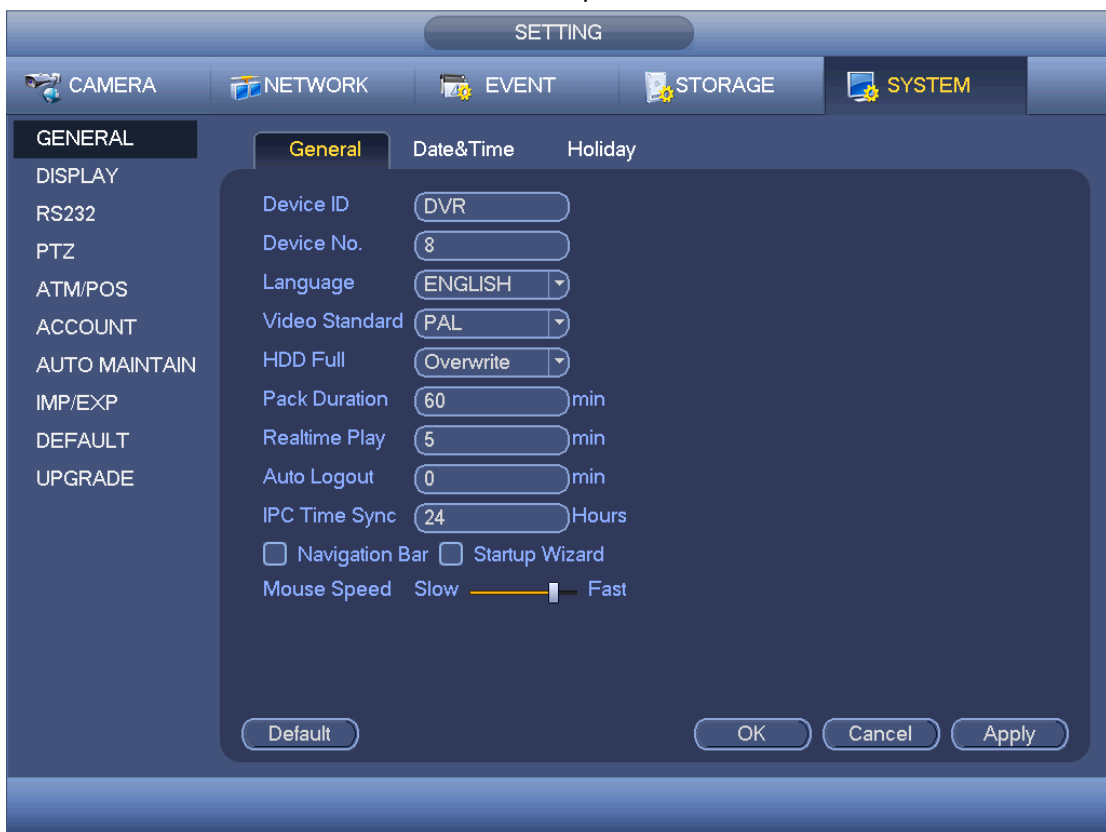 SETTING
CAMERA NETWORK EVENT STORAGE SYSTEM
GENERAL
DISPLAY
RS232
PTZ
ATM/POS
ACCOUNT
AUTO MAINTAIN
IMP/EXP
DEFAULT
UPGRADE
General Date&Time Holiday
Device ID DVR
Device No. 8
Language ENGLISH
Video Standard PAL
HDD Full Overwrite
Pack Duration 60 min
Realtime Play 5 min
Auto Logout 0 min
IPC Time Sync 24 Hours
Navigation Bar Startup Wizard
Mouse Speed Slow Fast
Default OK Cancel Apply